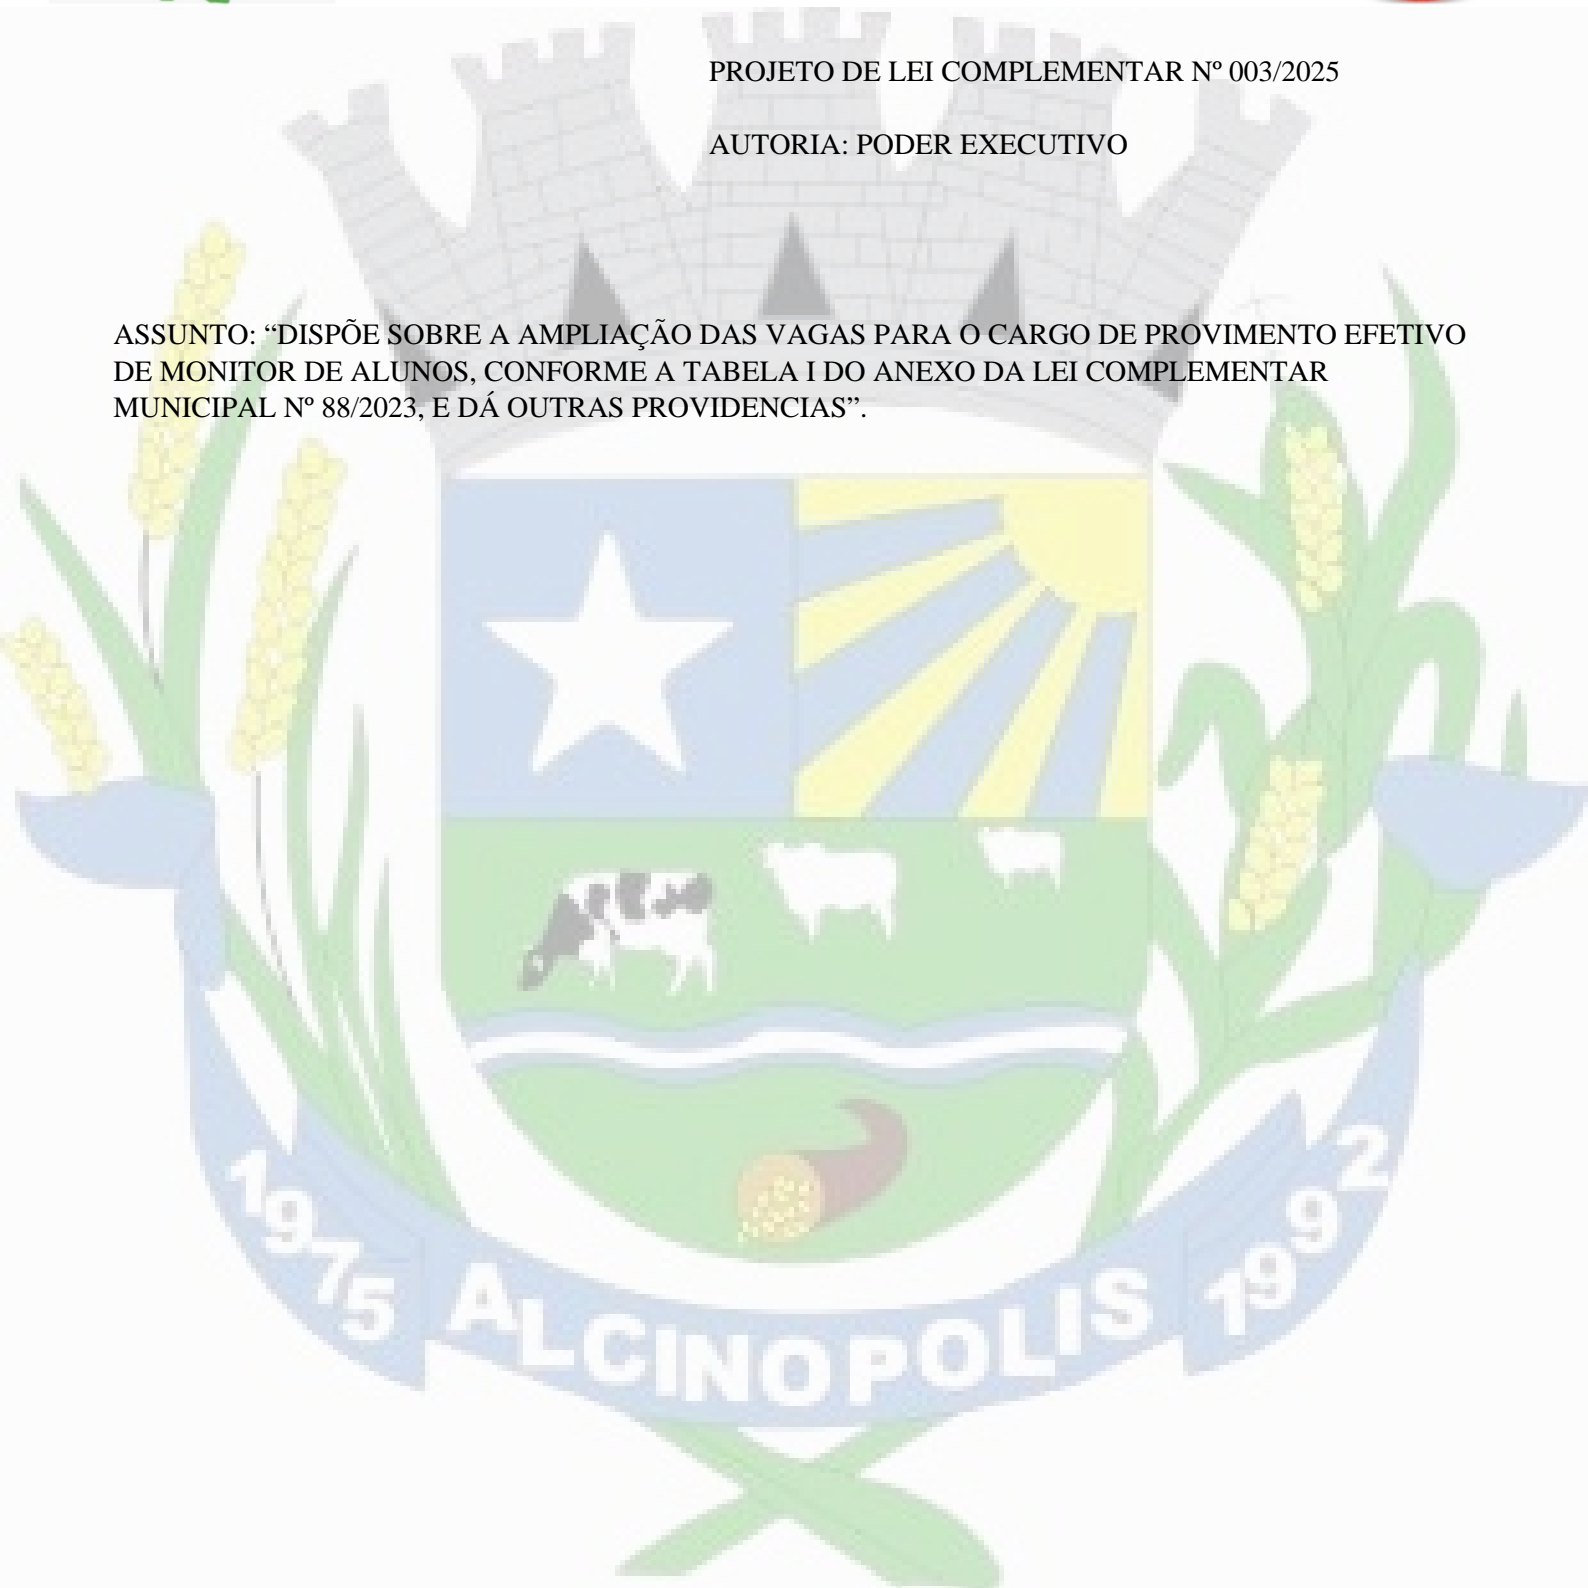 PROJETO DE LEI COMPLEMENTAR Nº 003/2025
AUTORIA: PODER EXECUTIVO
ASSUNTO: “DISPÕE SOBRE A AMPLIAÇÃO DAS VAGAS PARA O CARGO DE PROVIMENTO EFETIVO
DE MONITOR DE ALUNOS, CONFORME A TABELA I DO ANEXO DA LEI COMPLEMENTAR
MUNICIPAL Nº 88/2023, E DÁ OUTRAS PROVIDENCIAS”.
1975 ALCINOPOLIS 1992